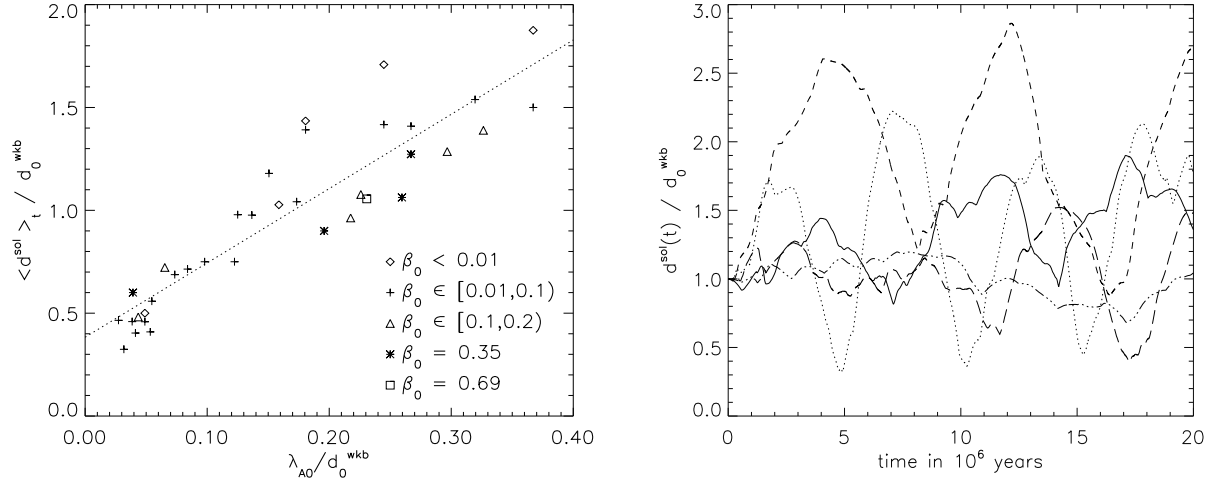 2.0
1.5
1.0
0.5
0.0
<d^sol>_t / d_0^wkb
β_0 < 0.01
β_0 ∈ [0.01,0.1)
β_0 ∈ [0.1,0.2)
β_0 = 0.35
β_0 = 0.69
0.00 0.10 0.20 0.30 0.40
λ_A0/d_0^wkb
3.0
2.5
2.0
1.5
1.0
0.5
0.0
d^sol(t) / d_0^wkb
0 5 10 15 20
time in 10^6 years